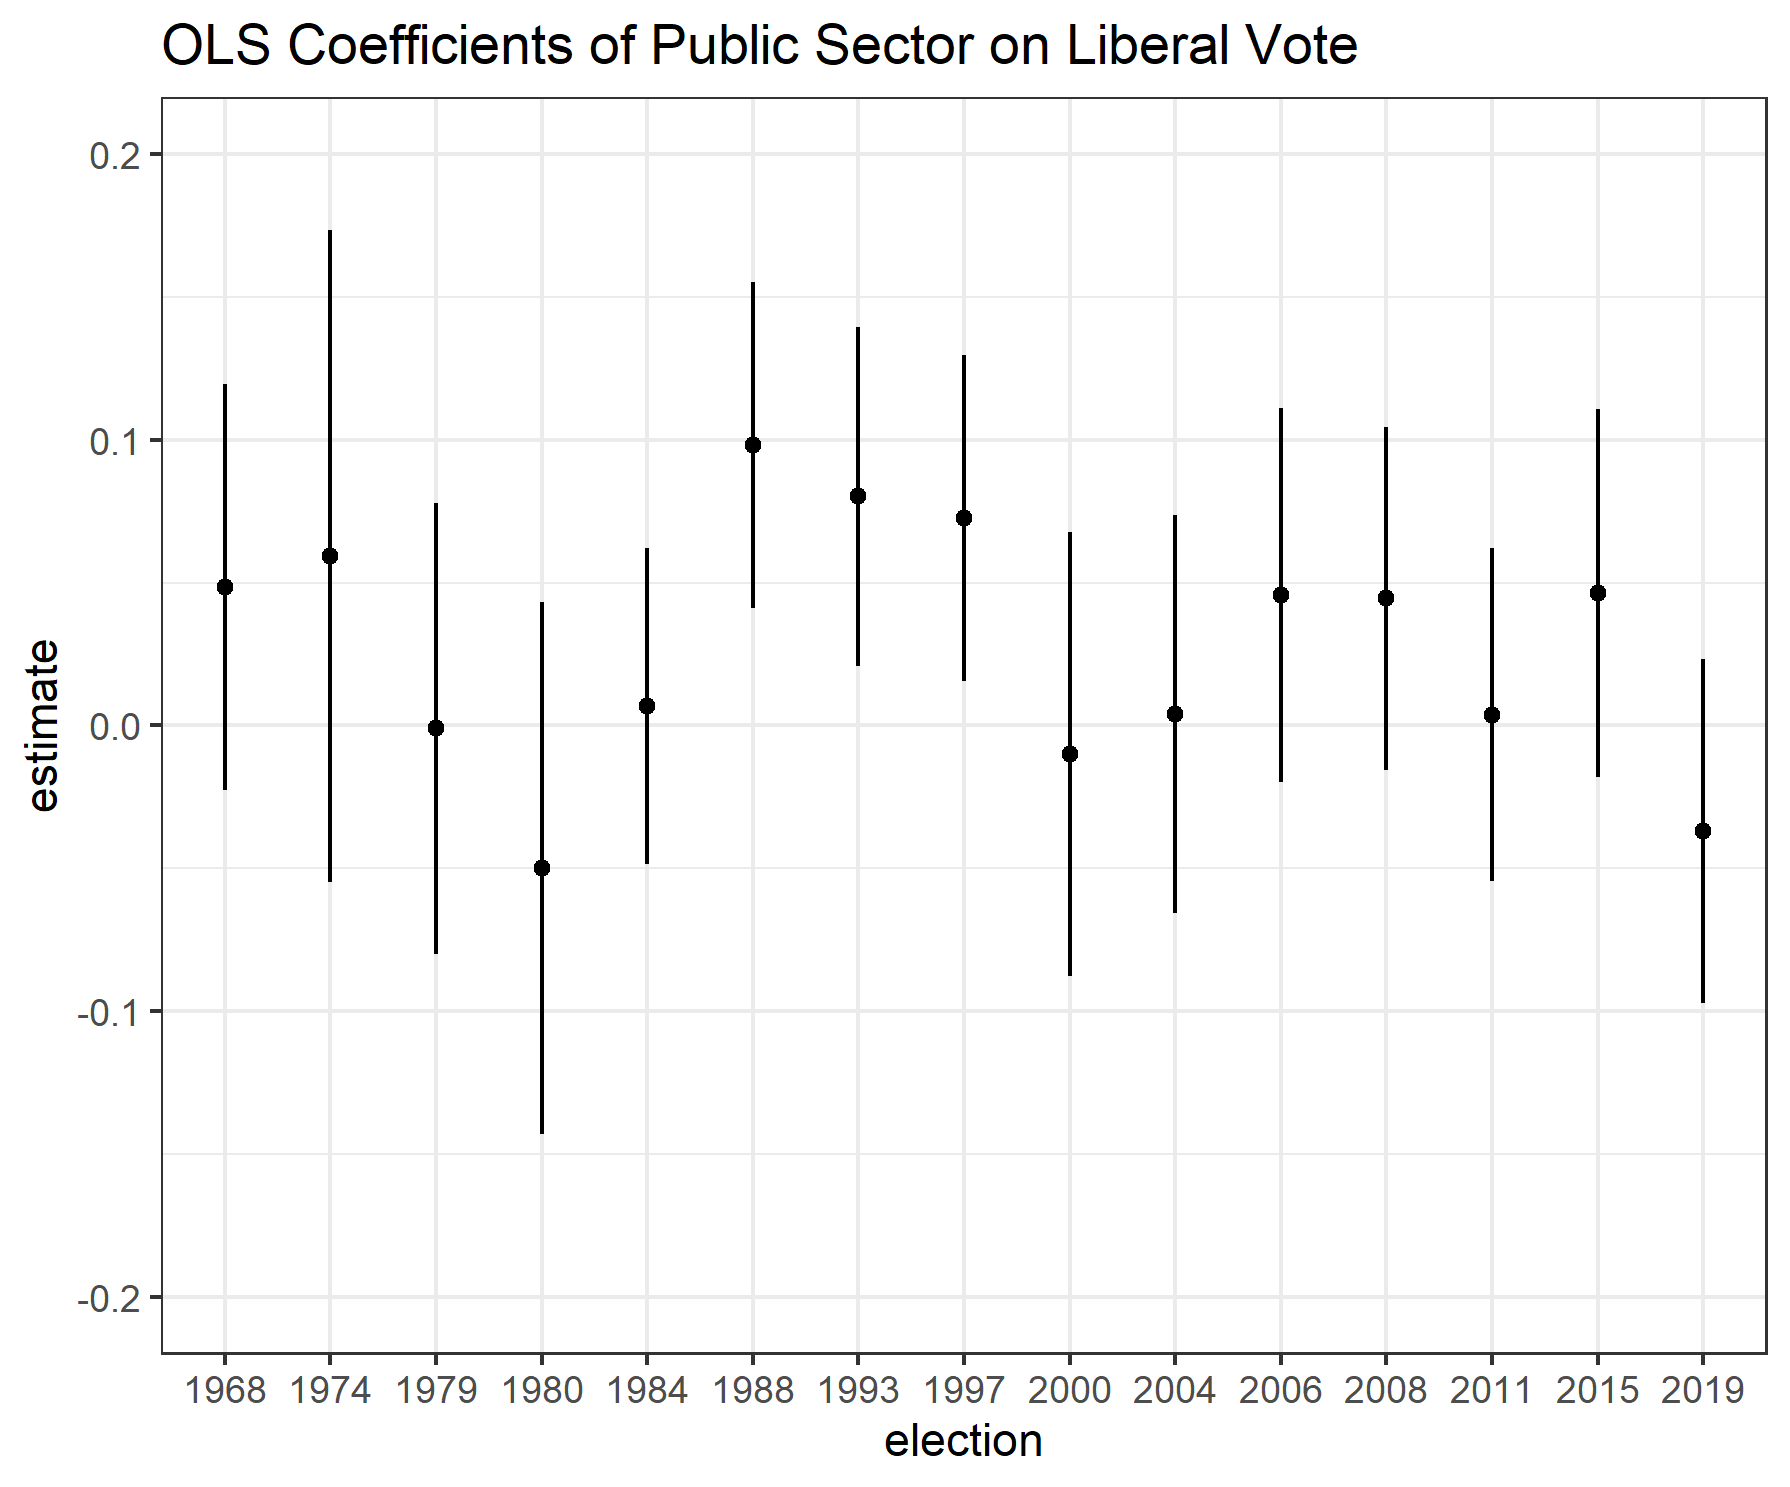 OLS Coefficients of Public Sector on Liberal Vote
0.2
0.1
0.0
-0.1
-0.2
estimate
1968 1974 1979 1980 1984 1988 1993 1997 2000 2004 2006 2008 2011 2015 2019
election